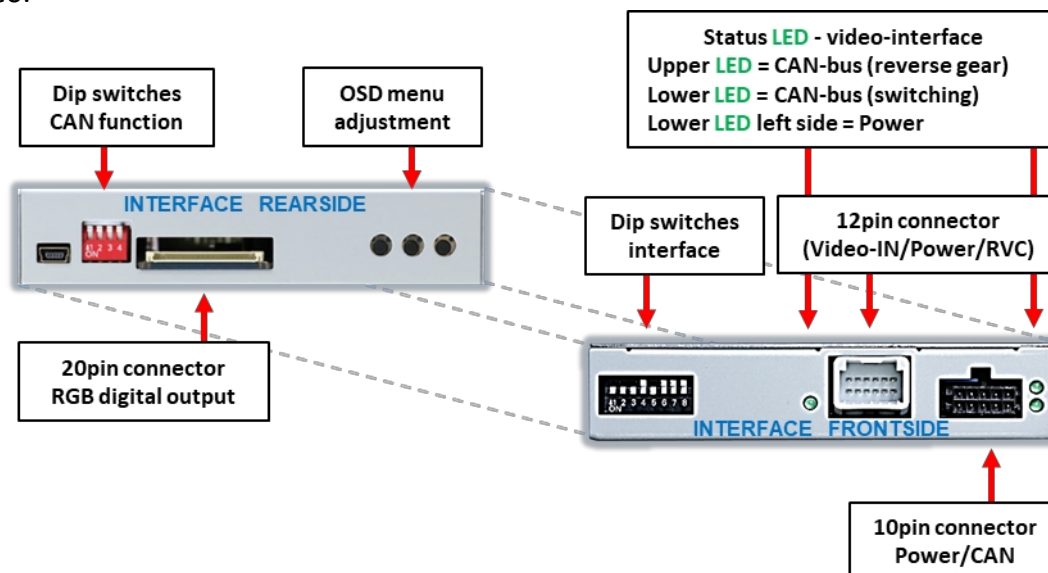 Status LED - video-interface
Upper LED = CAN-bus (reverse gear)
Lower LED = CAN-bus (switching)
Lower LED left side = Power
Dip switches
CAN function
OSD menu
adjustment
INTERFACE REARSIDE
1 2 3 4
ON
Dip switches
interface
12pin connector
(Video-IN/Power/RVC)
20pin connector
RGB digital output
1 2 3 4 5 6 7 8
ON
INTERFACE FRONTSIDE
10pin connector
Power/CAN